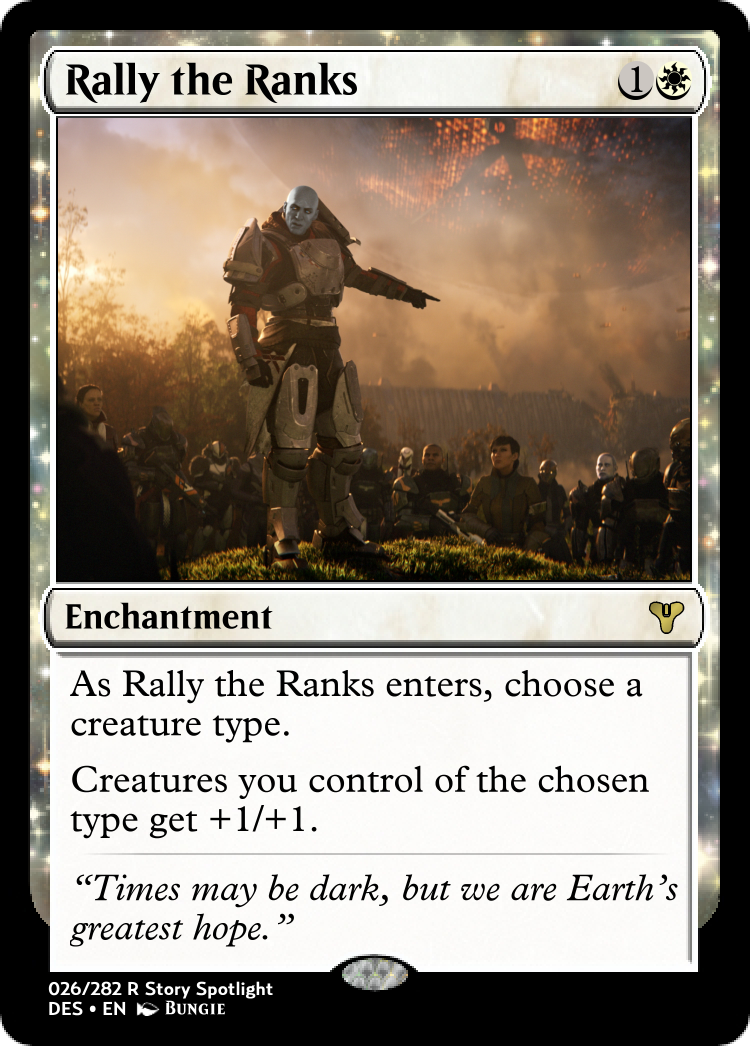 Rally the Ranks 1
Enchantment
As Rally the Ranks enters, choose a
creature type.
Creatures you control of the chosen
type get +1/+1.
“Times may be dark, but we are Earth’s
greatest hope.”
026/282 R Story Spotlight
DES • EN Bungie